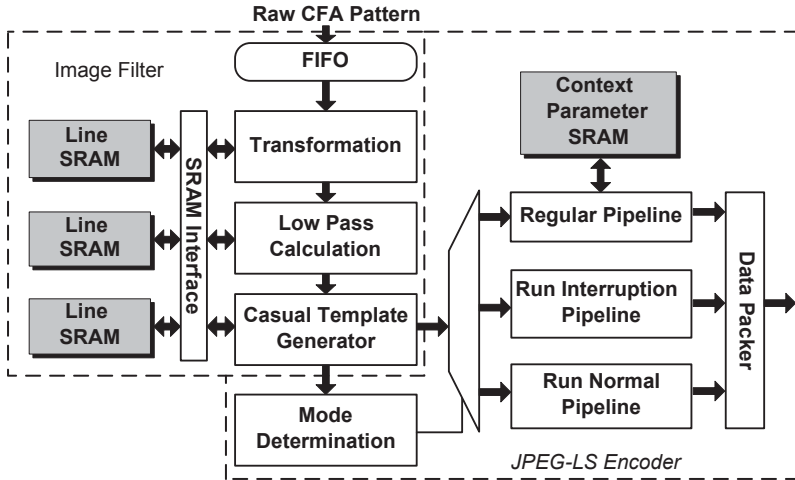 Raw CFA Pattern
Image Filter
FIFO
Context
Parameter
SRAM
Line
SRAM
SRAM Interface
Transformation
Line
SRAM
Low Pass
Calculation
Regular Pipeline
Line
SRAM
Casual Template
Generator
Run Interruption
Pipeline
Data Packer
Mode
Determination
Run Normal
Pipeline
JPEG-LS Encoder